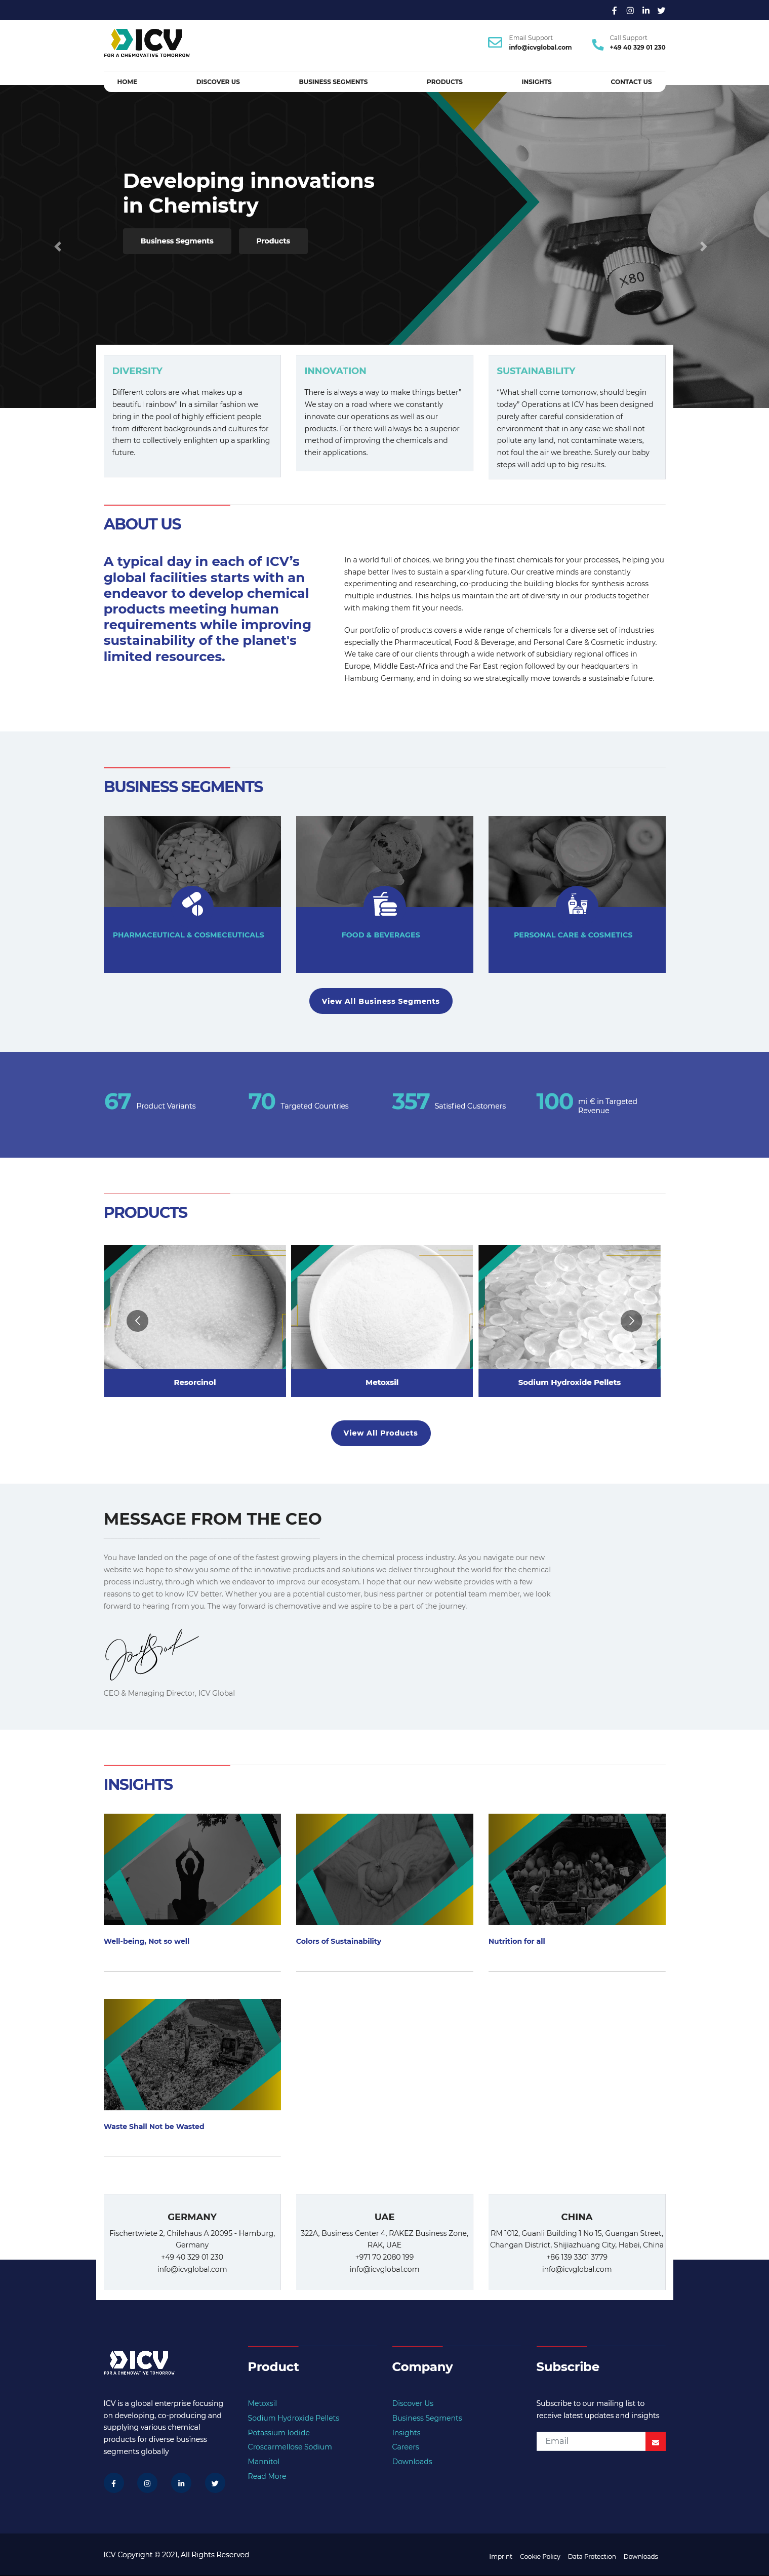 ICV
FOR A CHEMOVATIVE TOMORROW
Email Support
info@icvglobal.com
Call Support
+49 40 329 01 230
HOME
DISCOVER US
BUSINESS SEGMENTS
PRODUCTS
INSIGHTS
CONTACT US
Developing innovations
in Chemistry
Business Segments
Products
X80
DIVERSITY
Different colors are what makes up a
beautiful rainbow” In a similar fashion we
bring in the pool of highly efficient people
from different backgrounds and cultures for
them to collectively enlighten up a sparkling
future.
INNOVATION
There is always a way to make things better”
We stay on a road where we constantly
innovate our operations as well as our
products. For there will always be a superior
method of improving the chemicals and
their applications.
SUSTAINABILITY
“What shall come tomorrow, should begin
today” Operations at ICV has been designed
purely after careful consideration of
environment that in any case we shall not
pollute any land, not contaminate waters,
not foul the air we breathe. Surely our baby
steps will add up to big results.
ABOUT US
A typical day in each of ICV’s
global facilities starts with an
endeavor to develop chemical
products meeting human
requirements while improving
sustainability of the planet's
limited resources.
In a world full of choices, we bring you the finest chemicals for your processes, helping you
shape better lives to sustain a sparkling future. Our creative minds are constantly
experimenting and researching, co-producing the building blocks for synthesis across
multiple industries. This helps us maintain the art of diversity in our products together
with making them fit your needs.
Our portfolio of products covers a wide range of chemicals for a diverse set of industries
especially the Pharmaceutical, Food & Beverage, and Personal Care & Cosmetic industry.
We take care of our clients through a wide network of subsidiary regional offices in
Europe, Middle East-Africa and the Far East region followed by our headquarters in
Hamburg Germany, and in doing so we strategically move towards a sustainable future.
BUSINESS SEGMENTS
PHARMACEUTICAL & COSMECEUTICALS
FOOD & BEVERAGES
PERSONAL CARE & COSMETICS
View All Business Segments
67 Product Variants
70 Targeted Countries
357 Satisfied Customers
100 mi € in Targeted
Revenue
PRODUCTS
Resorcinol
Metoxsil
Sodium Hydroxide Pellets
View All Products
MESSAGE FROM THE CEO
You have landed on the page of one of the fastest growing players in the chemical process industry. As you navigate our new
website we hope to show you some of the innovative products and solutions we deliver throughout the world for the chemical
process industry, through which we endeavor to improve our ecosystem. I hope that our new website provides with a few
reasons to get to know ICV better. Whether you are a potential customer, business partner or potential team member, we look
forward to hearing from you. The way forward is chemovative and we aspire to be a part of the journey.
CEO & Managing Director, ICV Global
INSIGHTS
Well-being, Not so well
Colors of Sustainability
Nutrition for all
Waste Shall Not be Wasted
GERMANY
Fischertwiete 2, Chilehaus A 20095 - Hamburg,
Germany
+49 40 329 01 230
info@icvglobal.com
UAE
322A, Business Center 4, RAKEZ Business Zone,
RAK, UAE
+971 70 2080 199
info@icvglobal.com
CHINA
RM 1012, Guanli Building 1 No 15, Guangan Street,
Changan District, Shijiazhuang City, Hebei, China
+86 139 3301 3779
info@icvglobal.com
ICV
FOR A CHEMOVATIVE TOMORROW
ICV is a global enterprise focusing
on developing, co-producing and
supplying various chemical
products for diverse business
segments globally
Product
Metoxsil
Sodium Hydroxide Pellets
Potassium Iodide
Croscarmellose Sodium
Mannitol
Read More
Company
Discover Us
Business Segments
Insights
Careers
Downloads
Subscribe
Subscribe to our mailing list to
receive latest updates and insights
Email
ICV Copyright © 2021, All Rights Reserved
Imprint
Cookie Policy
Data Protection
Downloads